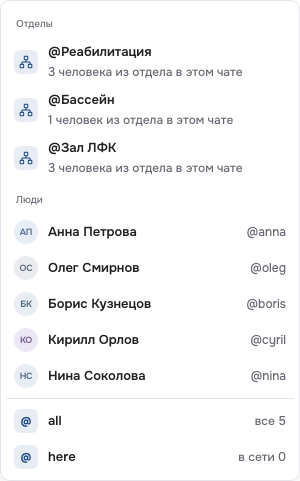 Отделы
@Реабилитация
3 человека из отдела в этом чате
@Бассейн
1 человек из отдела в этом чате
@Зал ЛФК
3 человека из отдела в этом чате
Люди
АП Анна Петрова @anna
ОС Олег Смирнов @oleg
БК Борис Кузнецов @boris
КО Кирилл Орлов @cyril
НС Нина Соколова @nina
@ all все 5
@ here в сети 0